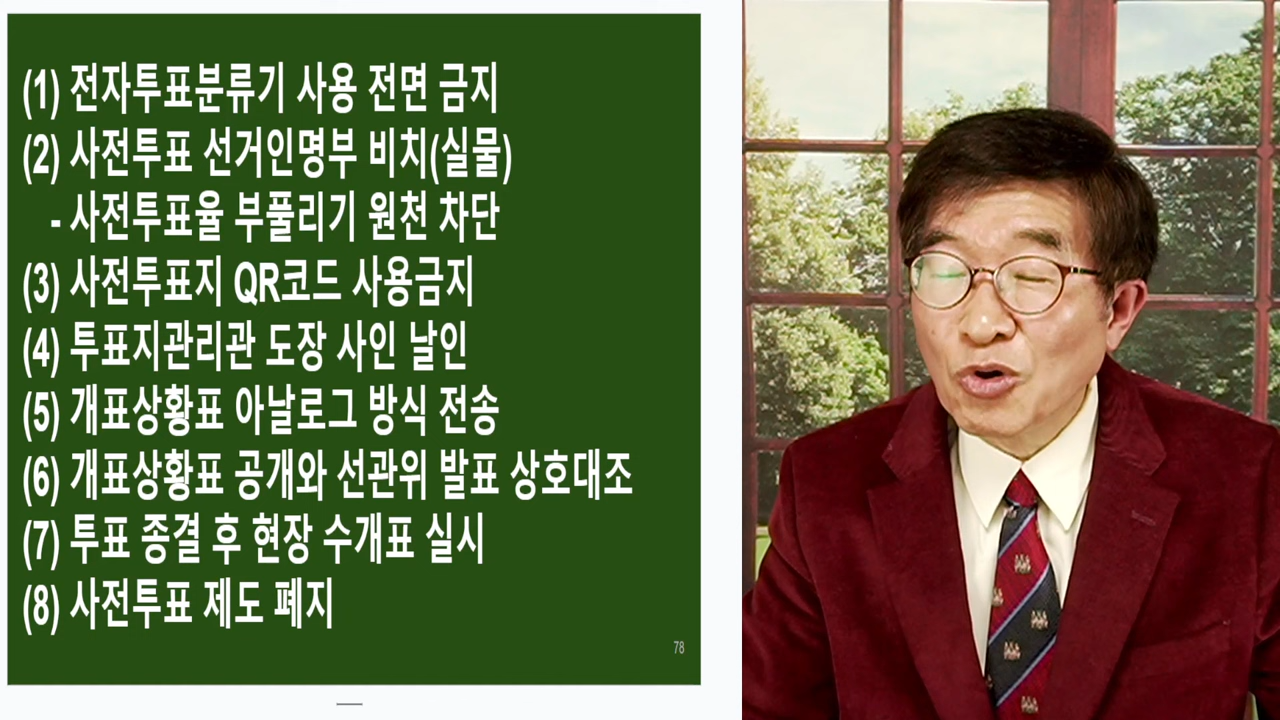 (1) 전자투표분류기 사용 전면 금지
(2) 사전투표 선거인명부 비치(실물)
- 사전투표율 부풀리기 원천 차단
(3) 사전투표지 QR코드 사용금지
(4) 투표지관리관 도장 사인 날인
(5) 개표상황표 아날로그 방식 전송
(6) 개표상황표 공개와 선관위 발표 상호대조
(7) 투표 종결 후 현장 수개표 실시
(8) 사전투표 제도 폐지
78